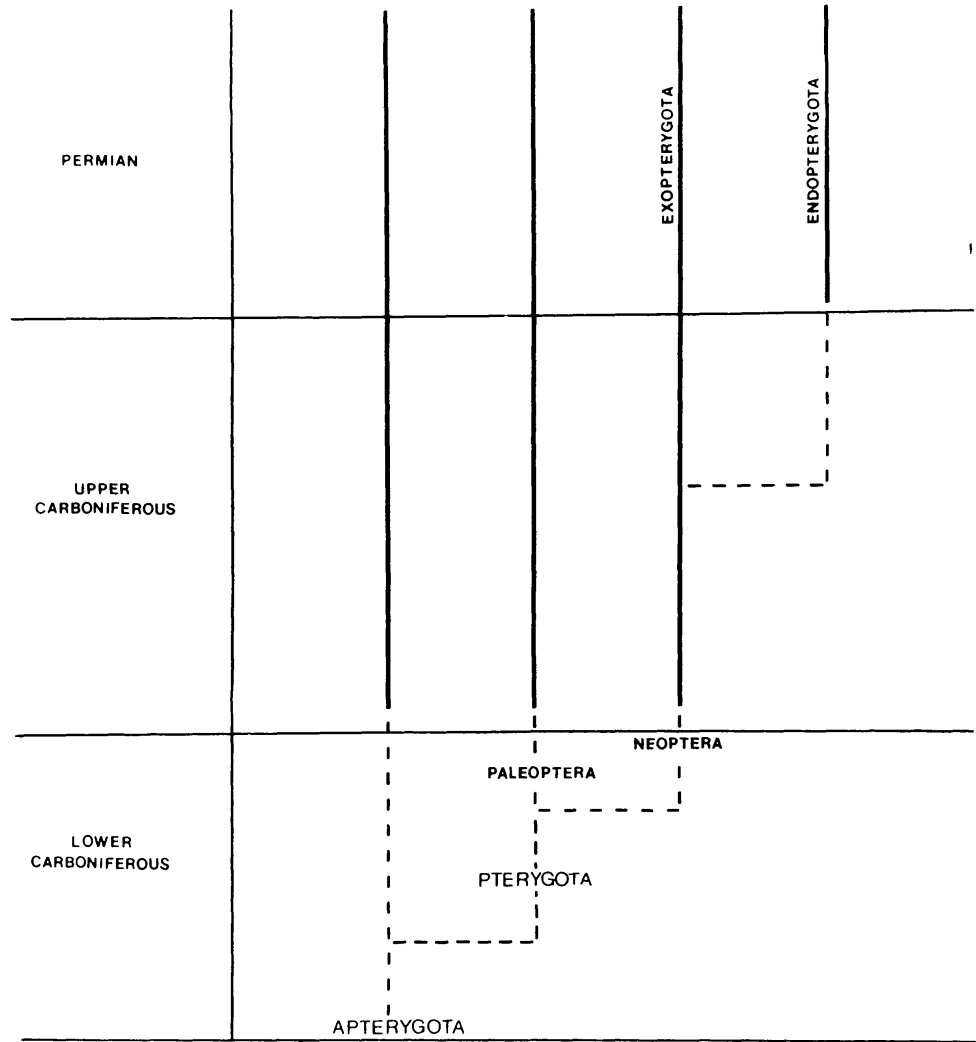 PERMIAN
EXOPTERYGOTA
ENDOPTERYGOTA
UPPER
CARBONIFEROUS
NEOPTERA
PALEOPTERA
LOWER
CARBONIFEROUS
PTERYGOTA
APTERYGOTA